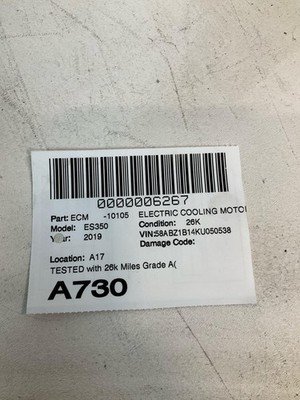 0000006267
Part: ECM -10105 ELECTRIC COOLING MOTOI
Model: ES350 Condition: 26K
Year: 2019 VIN:58ABZ1B14KU050538
Damage Code:
Location: A17
TESTED with 26k Miles Grade A(
A730